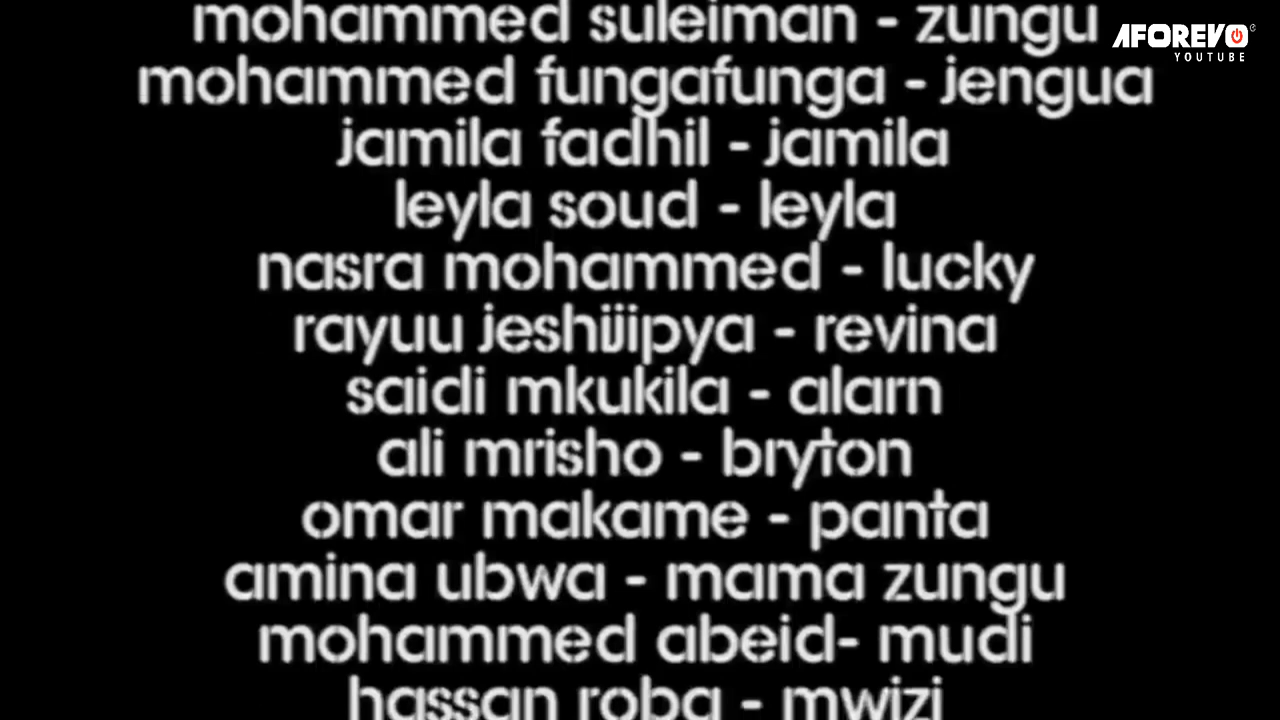 mohammed suleiman - zungu
AFOREVO
YOUTUBE
mohammed fungafunga - jengua
jamila fadhil - jamila
leyla soud - leyla
nasra mohammed - lucky
rayuu jeshijipya - revina
saidi mkukila - alarn
ali mrisho - bryton
omar makame - panta
amina ubwa - mama zungu
mohammed abeid- mudi
hassan roba - mwizi